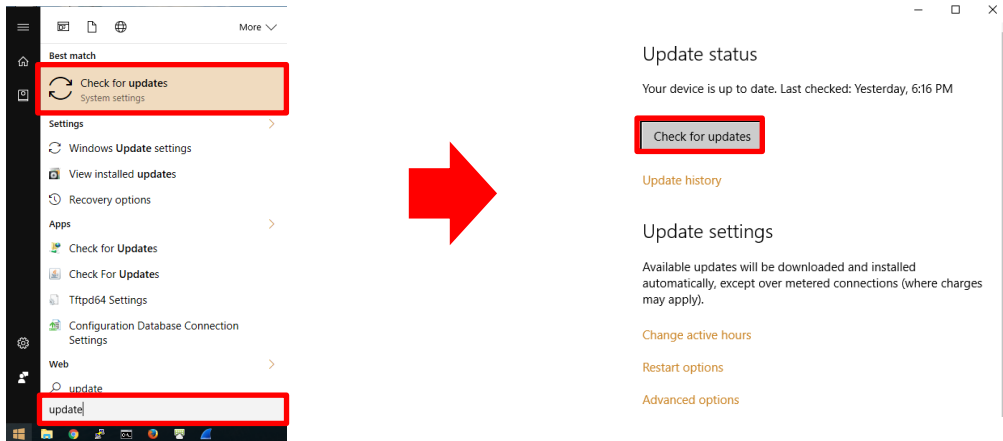 More
Best match
Check for updates
System settings
Settings
Windows Update settings
View installed updates
Recovery options
Apps
Check for Updates
Check For Updates
Tftpd64 Settings
Configuration Database Connection
Settings
Web
update
update
Update status
Your device is up to date. Last checked: Yesterday, 6:16 PM
Check for updates
Update history
Update settings
Available updates will be downloaded and installed
automatically, except over metered connections (where charges
may apply).
Change active hours
Restart options
Advanced options